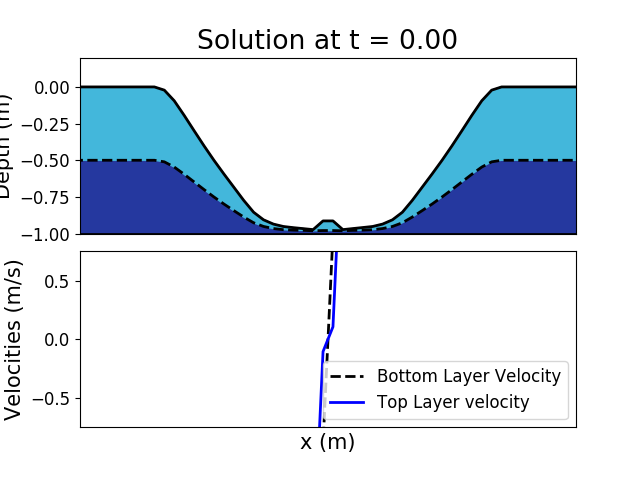 Solution at t = 0.00
Depth (m)
0.00
−0.25
−0.50
−0.75
−1.00
Velocities (m/s)
0.5
0.0
−0.5
Bottom Layer Velocity
Top Layer velocity
x (m)